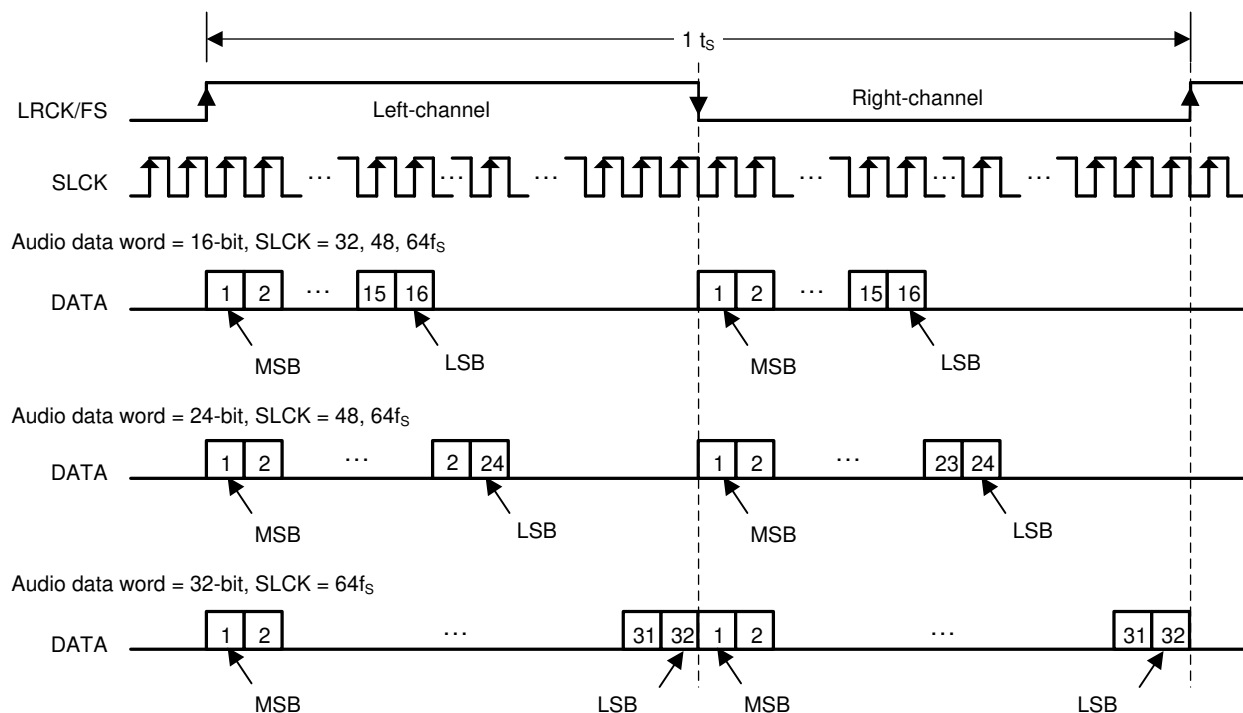 1 tS
LRCK/FS
Left-channel
Right-channel
SLCK
... ... ... ... ... ...
Audio data word = 16-bit, SLCK = 32, 48, 64fS
DATA
1 2 ... 15 16 1 2 ... 15 16
MSB LSB MSB LSB
Audio data word = 24-bit, SLCK = 48, 64fS
DATA
1 2 ... 2 24 1 2 ... 23 24
MSB LSB MSB LSB
Audio data word = 32-bit, SLCK = 64fS
DATA
1 2 ... 31 32 1 2 ... 31 32
MSB LSB MSB LSB